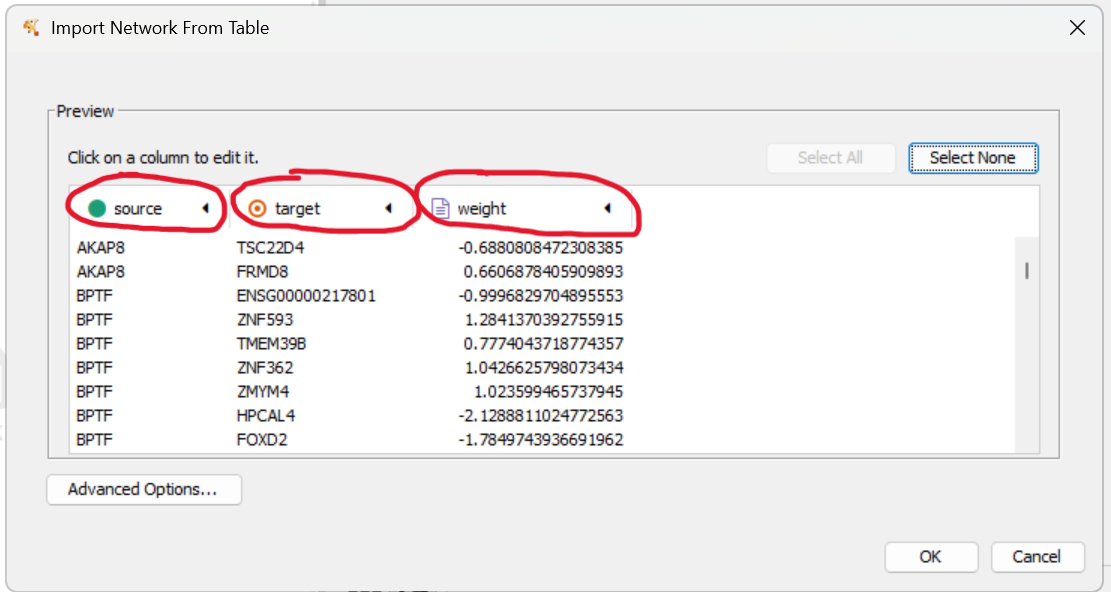 Import Network From Table
Preview
Click on a column to edit it.
Select All
Select None
source target weight
AKAP8 TSC22D4 -0.6880808472308385
AKAP8 FRMD8 0.6606878405909893
BPTF ENSG00000217801 -0.9996829704895553
BPTF ZNF593 1.2841370392755915
BPTF TMEM39B 0.7774043718774357
BPTF ZNF362 1.0426625798073434
BPTF ZMYM4 1.023599465737945
BPTF HPCAL4 -2.1288811024772563
BPTF FOXD2 -1.7849743936691962
Advanced Options...
OK
Cancel